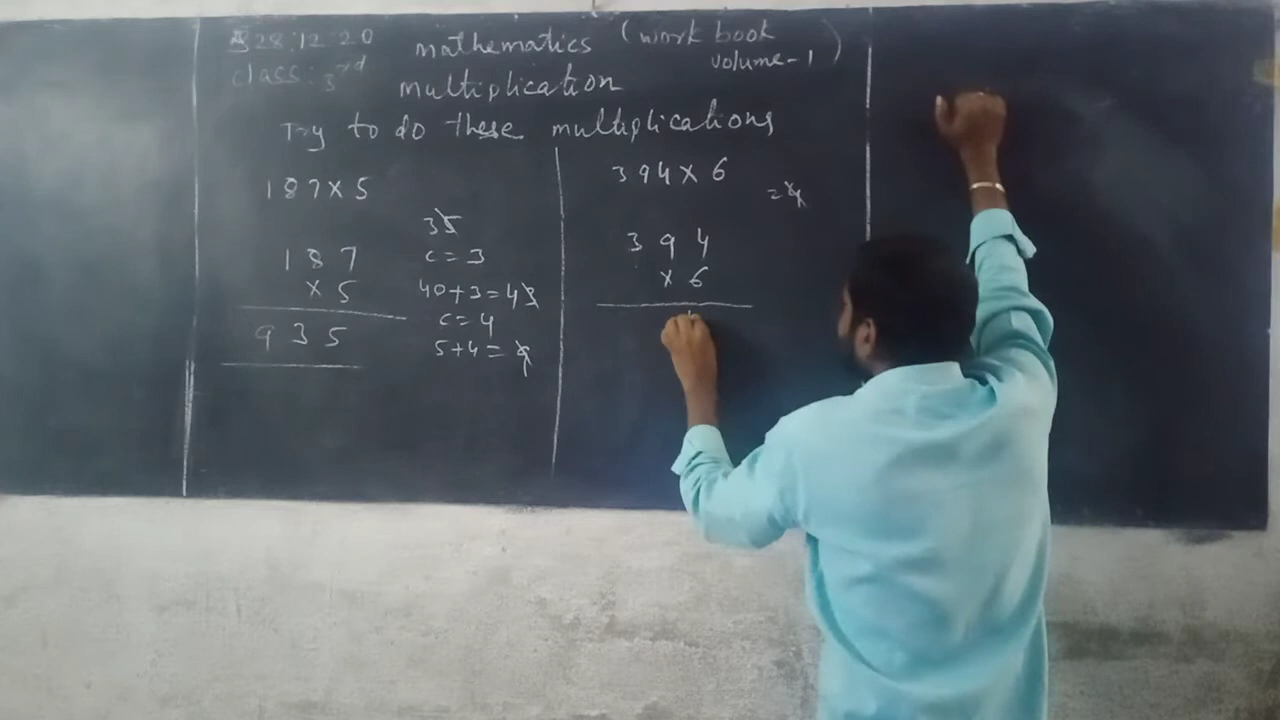 28:12:20
mathematics (work book
volume-1)
class: 3rd
multiplication
Try to do these multiplications
187×5
187
×5
935
35
c=3
40+3=43
c=4
5+4=9
394×6
394
×6